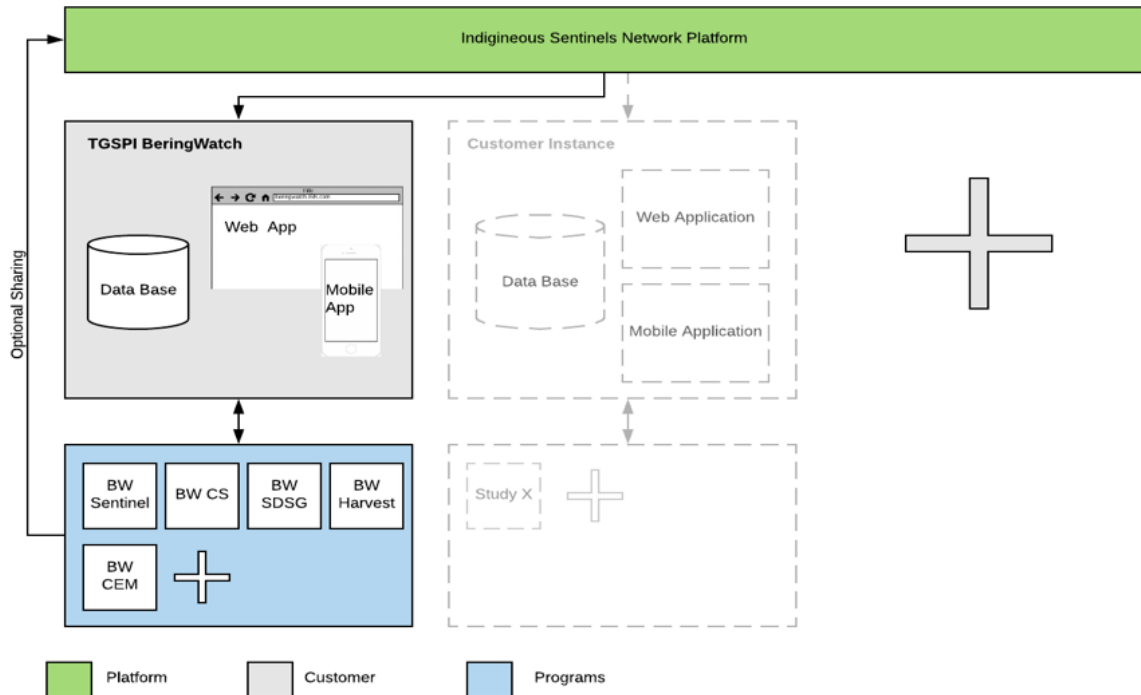 Indigineous Sentinels Network Platform
TGSPI BeringWatch
Web App
Data Base
Mobile
App
Customer Instance
Data Base
Web Application
Mobile Application
Optional Sharing
BW
Sentinel
BW CS
BW
SDSG
BW
Harvest
BW
CEM
Study X
Platform
Customer
Programs